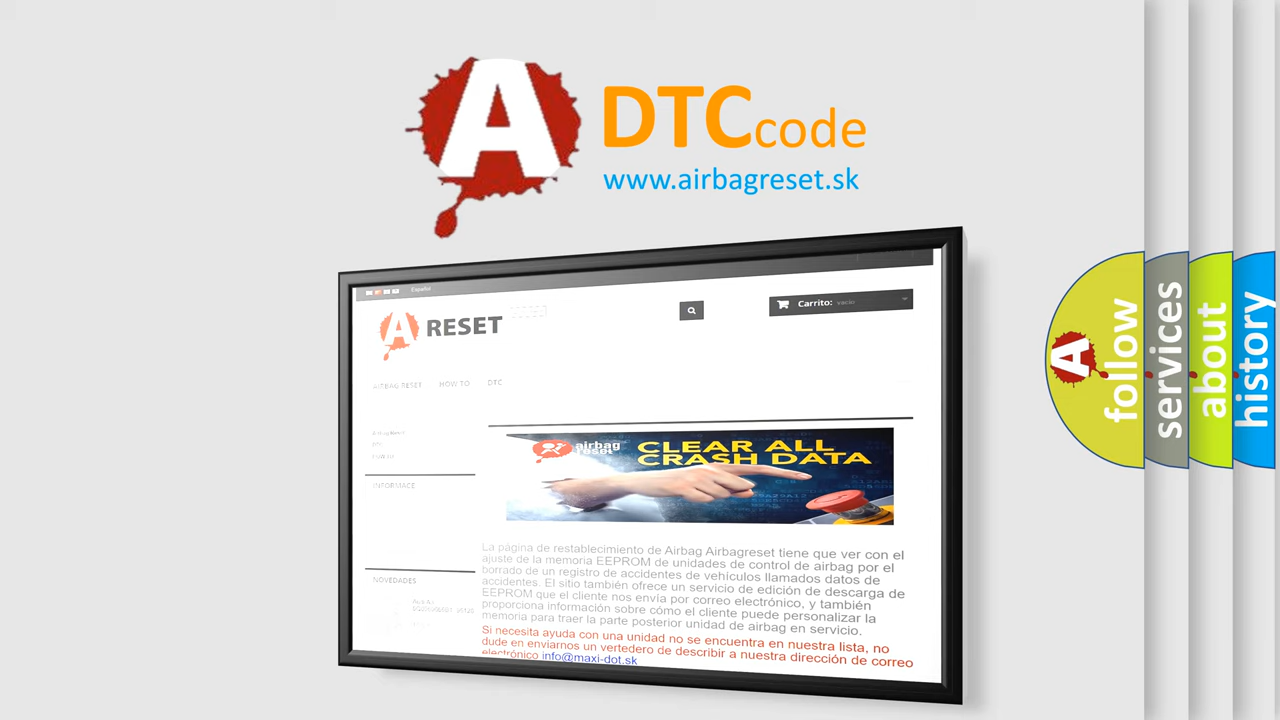 A
DTCcode
www.airbagreset.sk
Español
A RESET
Carrito: vacío
AIRBAG RESET HOW TO DTC
INFORMACE
airbag
reset
CLEAR ALL
CRASH DATA
La página de restablecimiento de Airbag Airbagreset tiene que ver con el
ajuste de la memoria EEPROM de unidades de control de airbag por el
borrado de un registro de accidentes de vehículos llamados datos de
accidentes. El sitio también ofrece un servicio de edición de descarga de
EEPROM que el cliente nos envía por correo electrónico, y también
proporciona información sobre cómo el cliente puede personalizar la
memoria para traer la parte posterior unidad de airbag en servicio.
Si necesita ayuda con una unidad no se encuentra en nuestra lista, no
dude en enviarnos un vertedero de describir a nuestra dirección de correo
electrónico info@maxi-dot.sk
NOVEDADES
A
follow
services
about
history